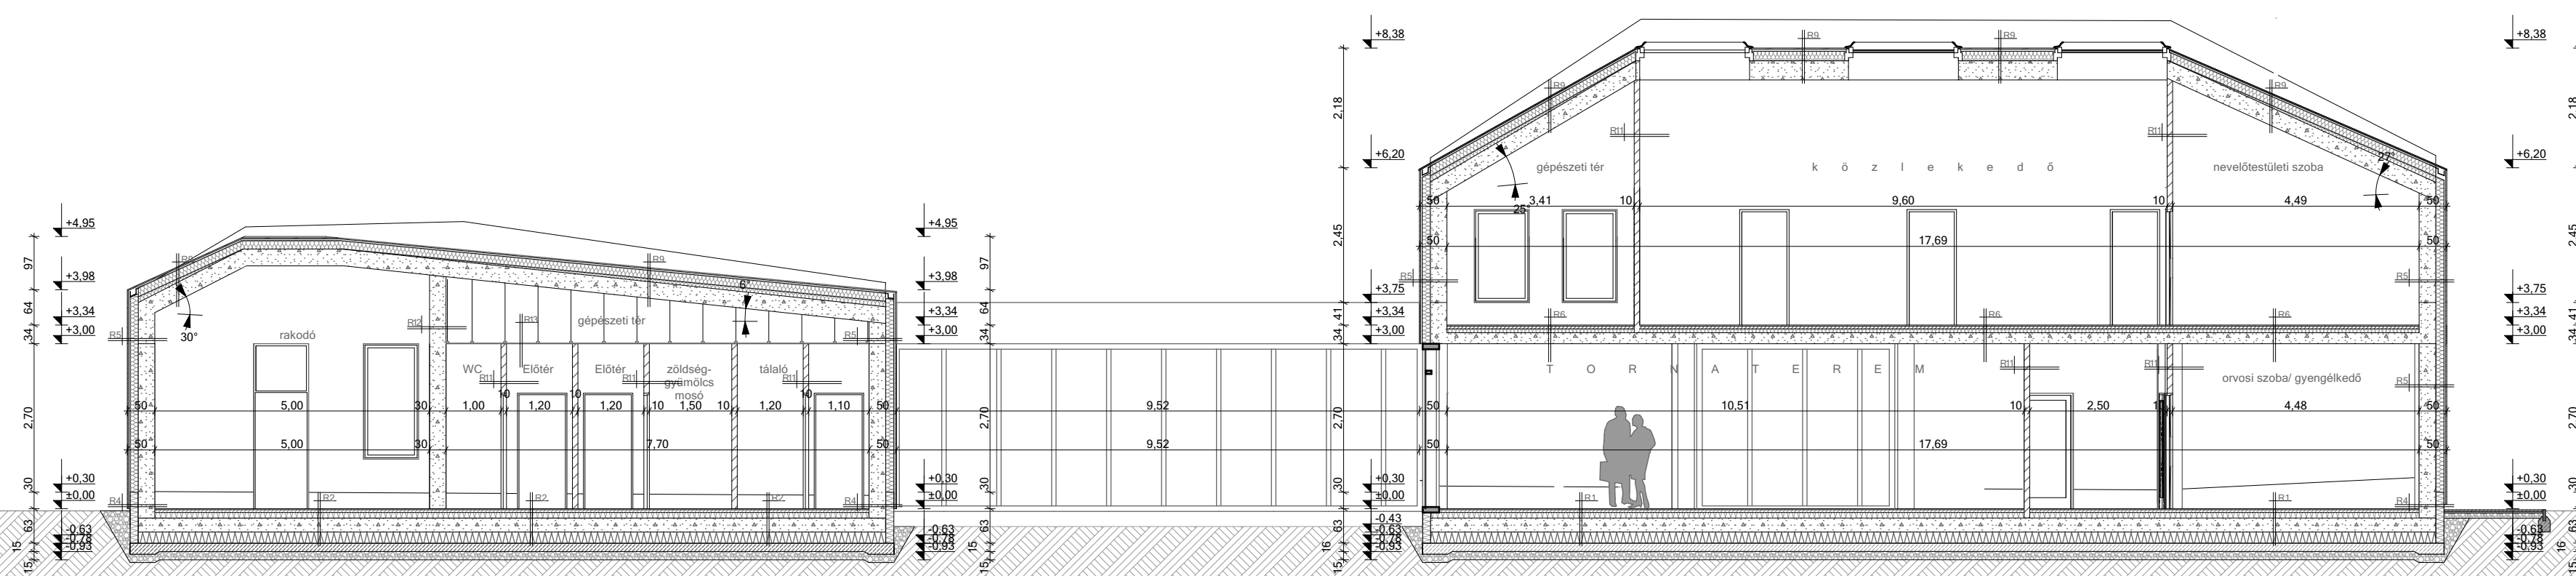 +8,38
+8,38
R9
R9
R9
R9
2,18
2,18
R11
R11
+6,20
+6,20
gépészeti tér
közlekedő
nevelőtestületi szoba
27°
25°
50
3,41
10
9,60
10
4,49
50
+4,95
+4,95
2,45
50
17,69
50
2,45
97
R9
R9
97
+3,98
+3,98
R5
R5
6°
+3,75
+3,75
64
64
41
41
+3,34
R12
R13
gépészeti tér
+3,34
+3,34
R6
R6
R6
+3,34
34
+3,00
R5
30°
rakodó
R5
34
+3,00
+3,00
34
+3,00
WC
Előtér
Előtér
zöldség-
gyümölcs
mosó
tálaló
TORNATEREM
R11
R11
orvosi szoba/ gyengélkedő
R11
R11
R11
R5
2,70
50
5,00
30
1,00
10
1,20
10
1,20
10
1,50
10
1,20
10
1,10
50
9,52
2,70
2,70
50
10,51
10
2,50
4,48
50
2,70
50
5,00
30
7,70
50
9,52
50
17,69
50
30
+0,30
+0,30
30
30
+0,30
+0,30
30
±0,00
R4
R2
R2
R2
R4
±0,00
±0,00
R1
R1
R4
±0,00
63
-0,63
-0,78
-0,93
-0,63
-0,78
-0,93
63
63
-0,43
-0,63
-0,78
-0,93
-0,63
-0,78
-0,93
63
15
15
15
15
16
15
16
15